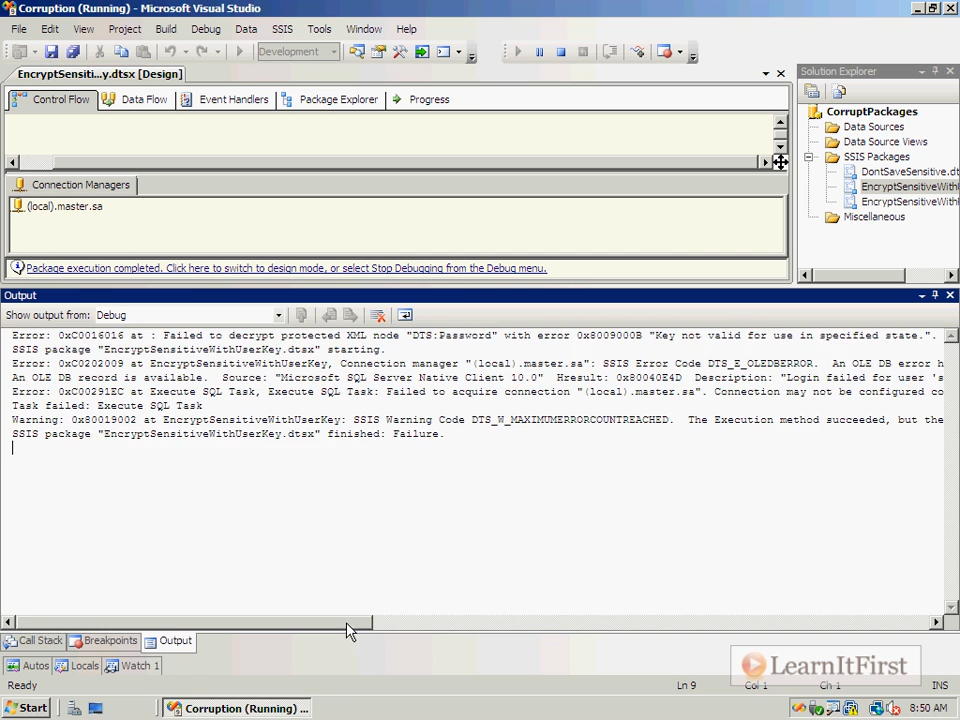 Corruption (Running) - Microsoft Visual Studio
File Edit View Project Build Debug Data SSIS Tools Window Help
Development
EncryptSensiti...y.dtsx [Design]
Control Flow Data Flow Event Handlers Package Explorer Progress
Connection Managers
(local).master.sa
Package execution completed. Click here to switch to design mode, or select Stop Debugging from the Debug menu.
Solution Explorer
CorruptPackages
Data Sources
Data Source Views
SSIS Packages
DontSaveSensitive.dt
EncryptSensitiveWith
EncryptSensitiveWith
Miscellaneous
Output
Show output from: Debug
Error: 0xC0016016 at : Failed to decrypt protected XML node "DTS:Password" with error 0x8009000B "Key not valid for use in specified state.".
SSIS package "EncryptSensitiveWithUserKey.dtsx" starting.
Error: 0xC0202009 at EncryptSensitiveWithUserKey, Connection manager "(local).master.sa": SSIS Error Code DTS_E_OLEDBERROR. An OLE DB error h
An OLE DB record is available. Source: "Microsoft SQL Server Native Client 10.0" Hresult: 0x80040E4D Description: "Login failed for user 's
Error: 0xC00291EC at Execute SQL Task, Execute SQL Task: Failed to acquire connection "(local).master.sa". Connection may not be configured co
Task failed: Execute SQL Task
Warning: 0x80019002 at EncryptSensitiveWithUserKey: SSIS Warning Code DTS_W_MAXIMUMERRORCOUNTREACHED. The Execution method succeeded, but the
SSIS package "EncryptSensitiveWithUserKey.dtsx" finished: Failure.
Call Stack Breakpoints Output
Autos Locals Watch 1
LearnItFirst
Ready Ln 9 Col 1 Ch 1 INS
Start Corruption (Running) ... 8:50 AM